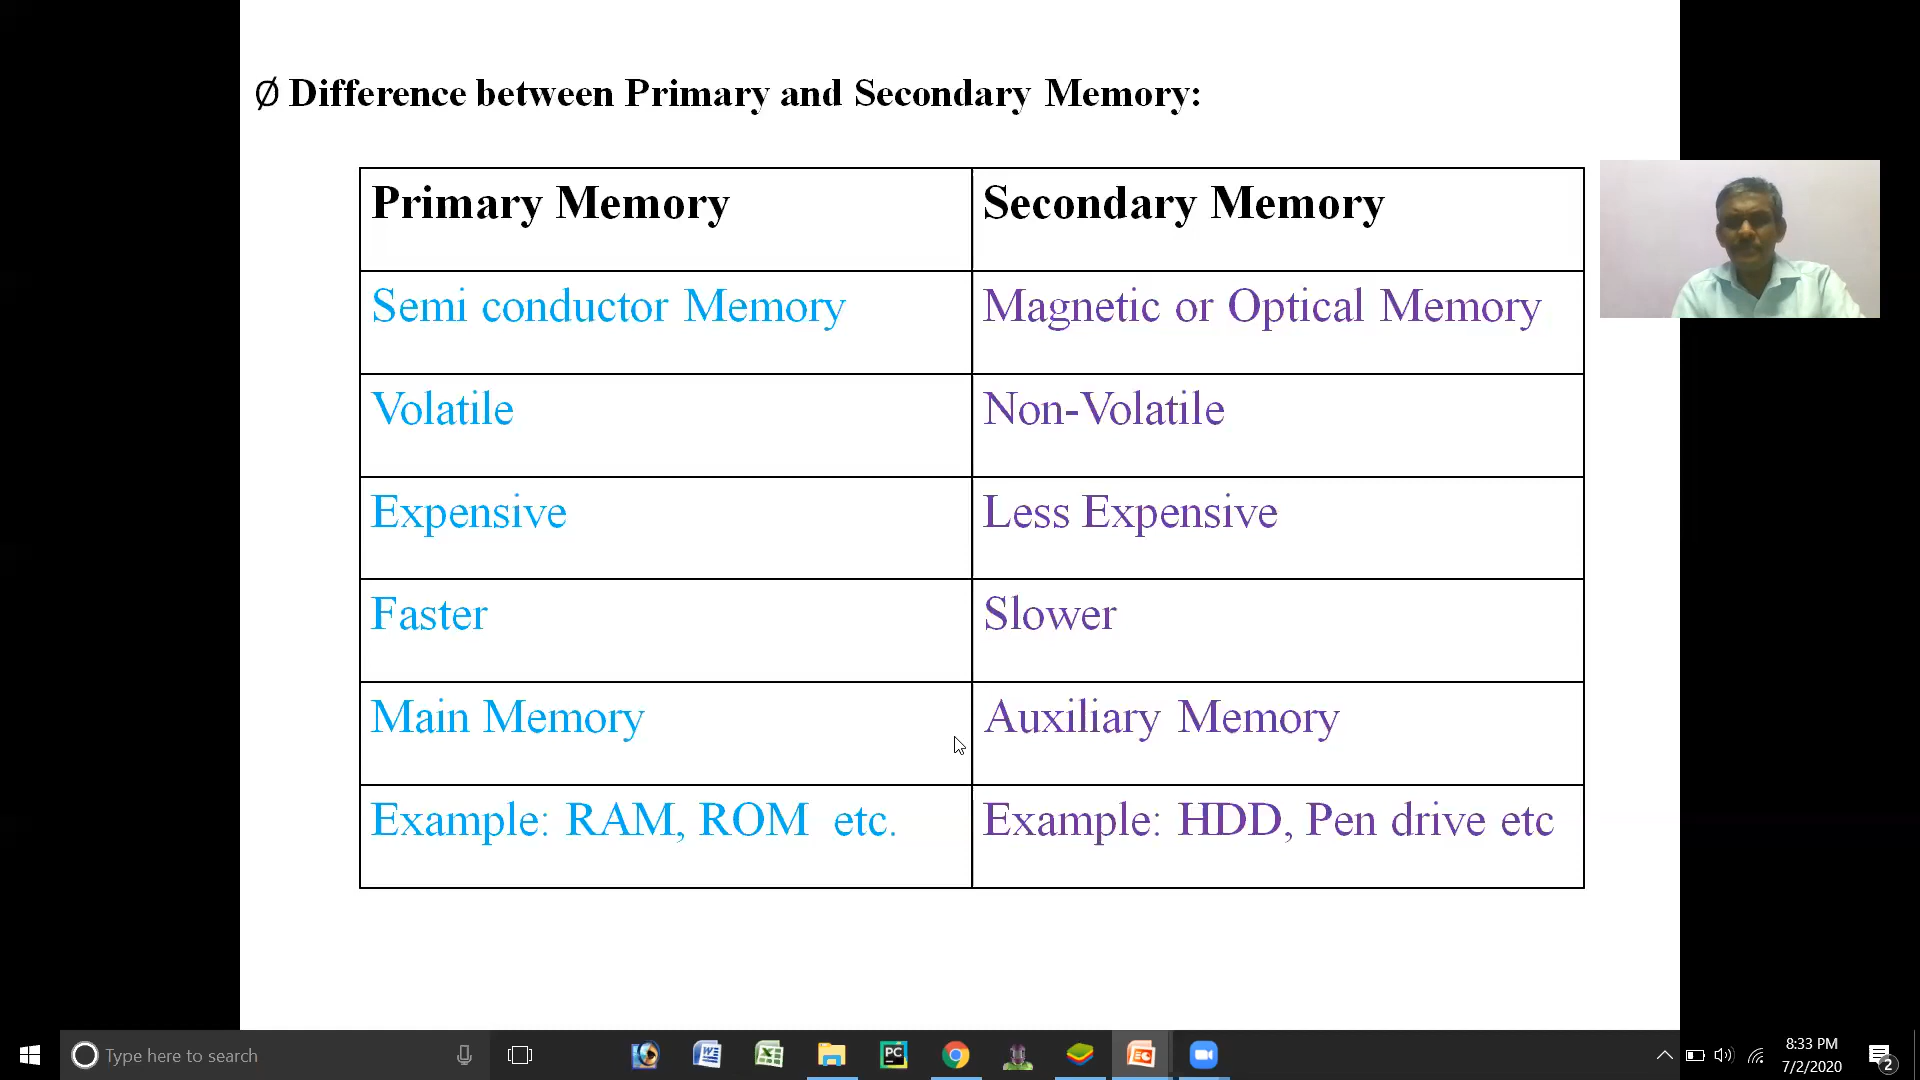 Ø Difference between Primary and Secondary Memory:
Primary Memory Secondary Memory
Semi conductor Memory Magnetic or Optical Memory
Volatile Non-Volatile
Expensive Less Expensive
Faster Slower
Main Memory Auxiliary Memory
Example: RAM, ROM etc. Example: HDD, Pen drive etc
Type here to search
PC
8:33 PM
7/2/2020
2